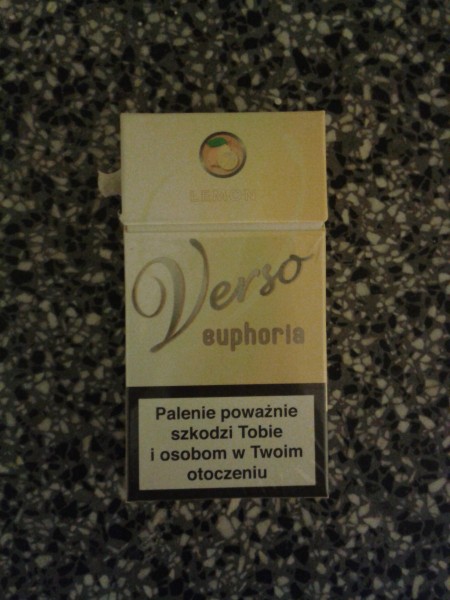 LEMON
Verso
euphoria
Palenie poważnie
szkodzi Tobie
i osobom w Twoim
otoczeniu